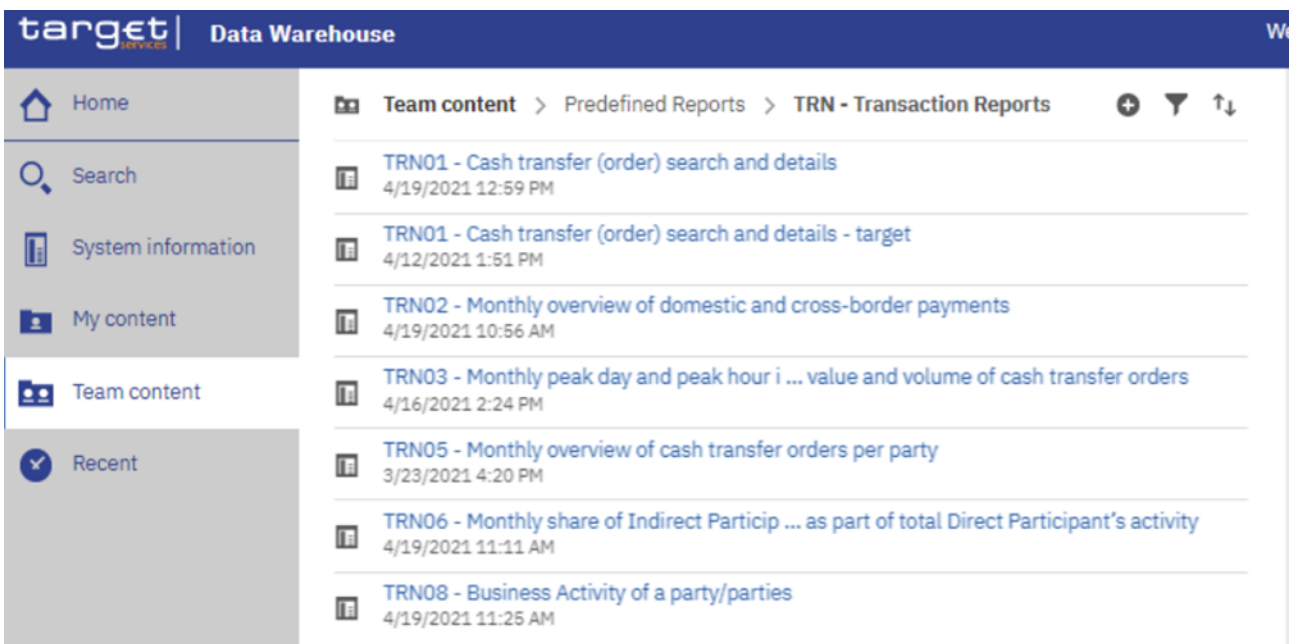 target| Data Warehouse We
services
Home
Search
System information
My content
Team content
Recent
Team content > Predefined Reports > TRN - Transaction Reports
TRN01 - Cash transfer (order) search and details
4/19/2021 12:59 PM
TRN01 - Cash transfer (order) search and details - target
4/12/2021 1:51 PM
TRN02 - Monthly overview of domestic and cross-border payments
4/19/2021 10:56 AM
TRN03 - Monthly peak day and peak hour i ... value and volume of cash transfer orders
4/16/2021 2:24 PM
TRN05 - Monthly overview of cash transfer orders per party
3/23/2021 4:20 PM
TRN06 - Monthly share of Indirect Particip ... as part of total Direct Participant's activity
4/19/2021 11:11 AM
TRN08 - Business Activity of a party/parties
4/19/2021 11:25 AM